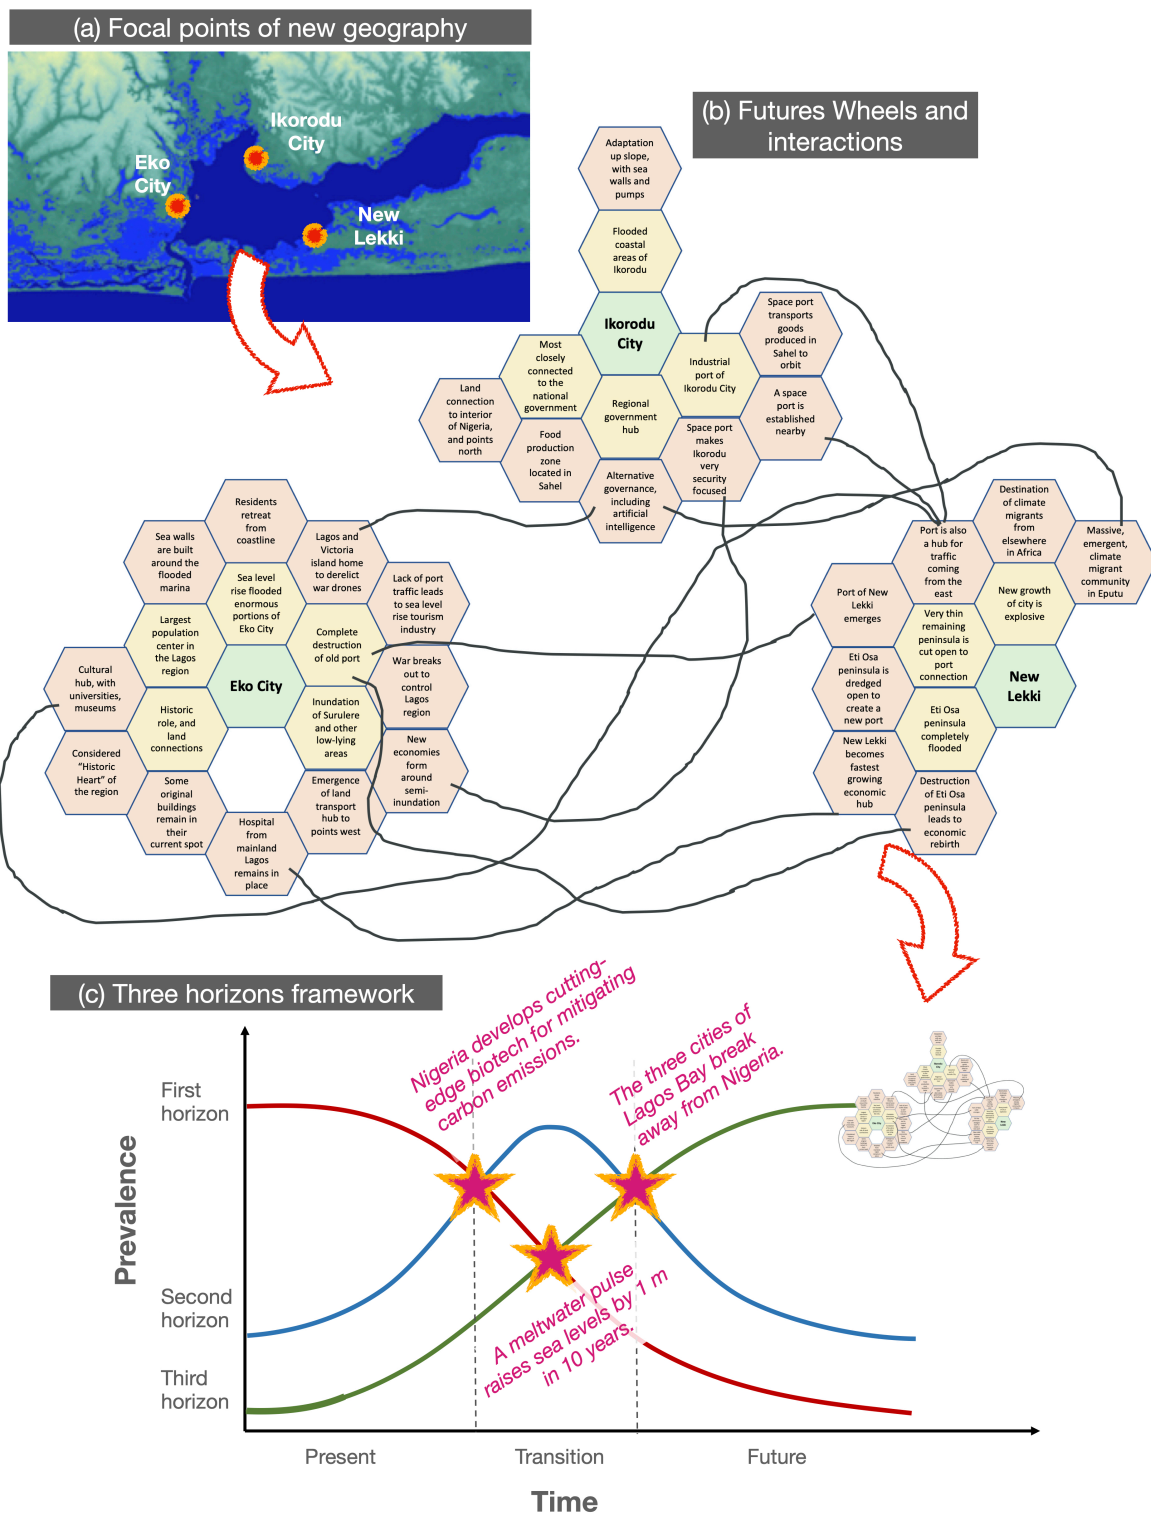 (a) Focal points of new geography
Ikorodu
City
Eko
City
New
Lekki
(b) Futures Wheels and
interactions
Adaptation
up slope,
with sea
walls and
pumps
Flooded
coastal
areas of
Ikorodu
Ikorodu
City
Most
closely
connected
to the
national
government
Industrial
port of
Ikorodu City
Space port
transports
goods
produced in
Sahel to
orbit
Land
connection
to interior
of Nigeria,
and points
north
Regional
government
hub
A space
port is
established
nearby
Food
production
zone
located in
Sahel
Space port
makes
Ikorodu
very
security
focused
Alternative
governance,
including
artificial
intelligence
Residents
retreat
from
coastline
Sea walls
are built
around the
flooded
marina
Lagos and
Victoria
island home
to derelict
war drones
Sea level
rise flooded
enormous
portions of
Eko City
Lack of port
traffic leads
to sea level
rise tourism
industry
Largest
population
center in
the Lagos
region
Complete
destruction
of old port
Cultural
hub, with
universities,
museums
Eko City
War breaks
out to
control
Lagos
region
Historic
role, and
land
connections
Inundation
of Surulere
and other
low-lying
areas
Considered
“Historic
Heart” of
the region
New
economies
form
around
semi-
inundation
Some
original
buildings
remain in
their
current spot
Emergence
of land
transport
hub to
points west
Hospital
from
mainland
Lagos
remains in
place
Destination
of climate
migrants
from
elsewhere
in Africa
Port is also
a hub for
traffic
coming
from the
east
Massive,
emergent,
climate
migrant
community
in Eputu
Port of New
Lekki
emerges
New growth
of city is
explosive
Very thin
remaining
peninsula is
cut open to
port
connection
Eti Osa
peninsula is
dredged
open to
create a
new port
New
Lekki
Eti Osa
peninsula
completely
flooded
New Lekki
becomes
fastest
growing
economic
hub
Destruction
of Eti Osa
peninsula
leads to
economic
rebirth
(c) Three horizons framework
Nigeria develops cutting-
edge biotech for mitigating
carbon emissions.
The three cities of
Lagos Bay break
away from Nigeria.
A meltwater pulse
raises sea levels by 1 m
in 10 years.
First
horizon
Prevalence
Second
horizon
Third
horizon
Present
Transition
Future
Time